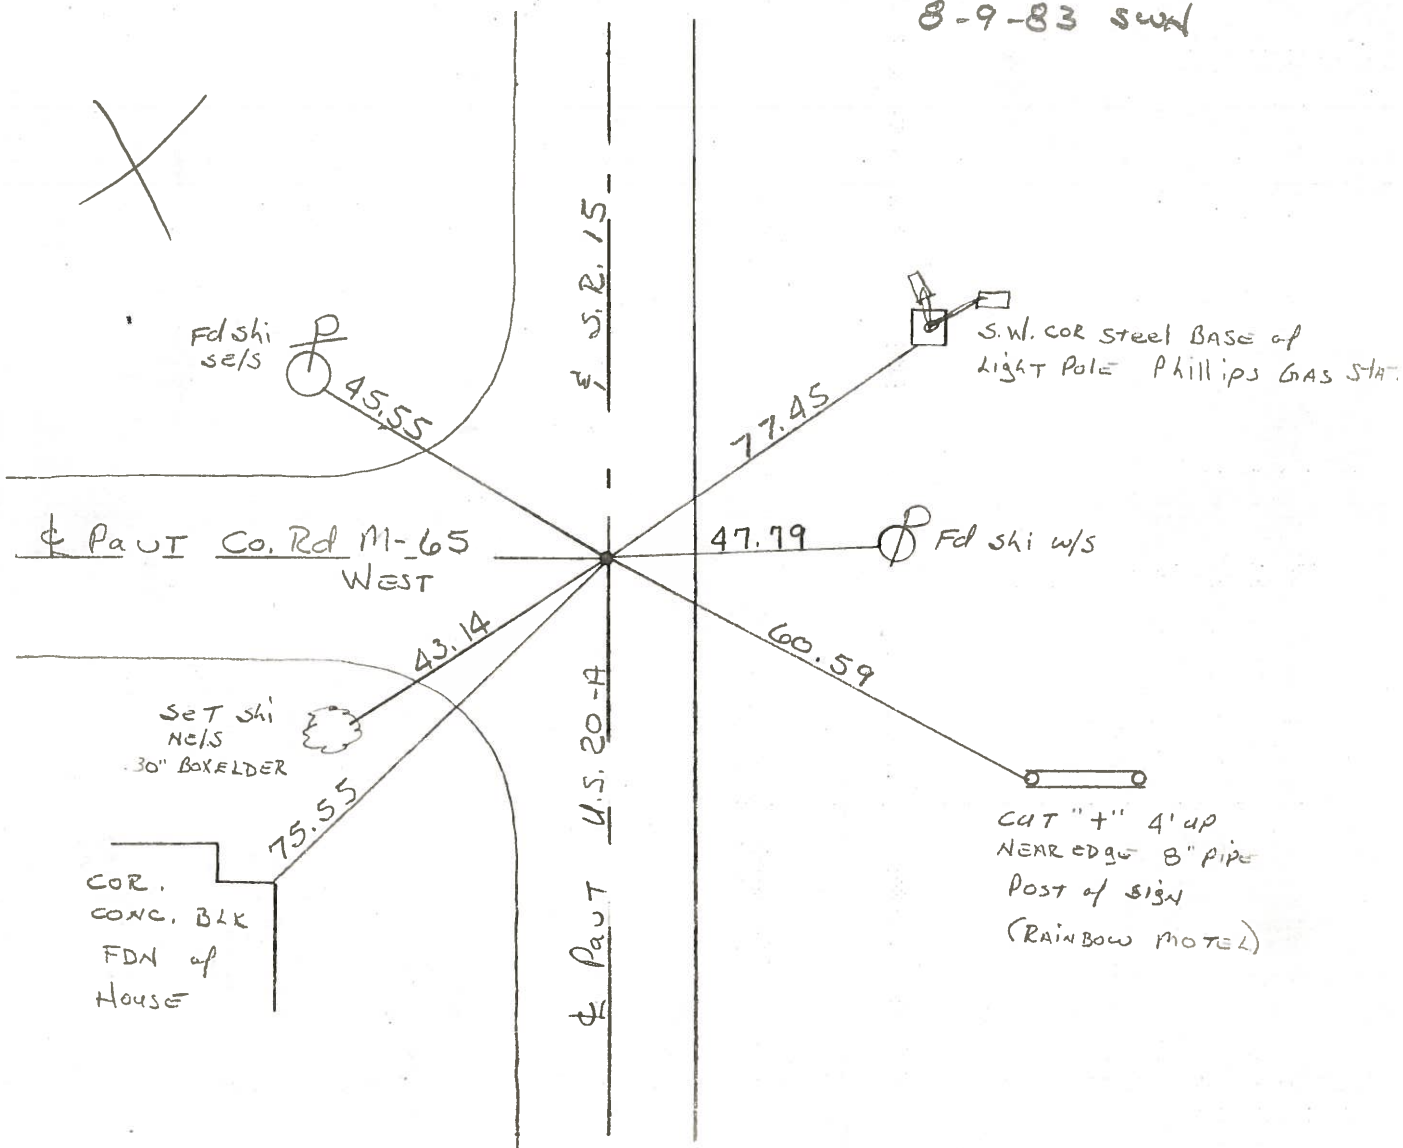 8-9-83 SWN
Fd shi
SE/S
45.55
& S.R. 15
77.45
S.W. COR Steel BASE of
Light Pole Phillips GAS STA.
℄ PavT Co. Rd M-65
WEST
47.79
Fd shi w/s
43.14
60.59
SeT shi
NE/S
30" BOXELDER
75.55
℄ PavT U.S. 20-A
COR.
CONC. BLK
FDN of
House
CUT "+" 4' up
NEAR EDge 8" PIPE
Post of SIGN
(RAINBOW MOTEL)